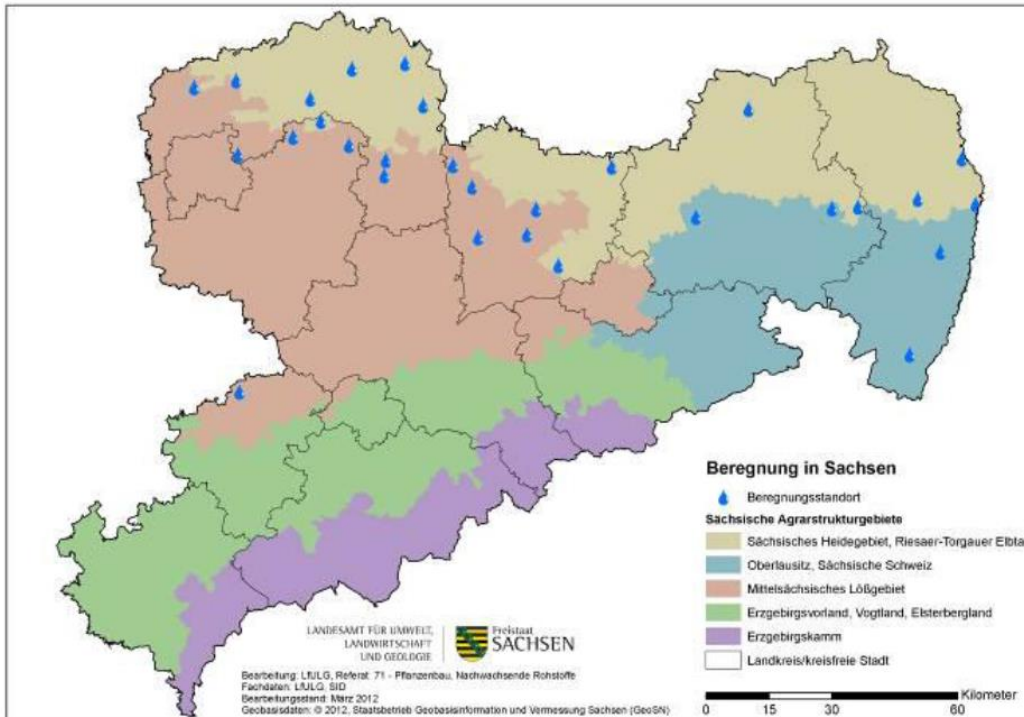 Beregnung in Sachsen
Beregnungsstandort
Sächsische Agrarstrukturgebiete
Sächsisches Heidegebiet, Riesaer-Torgauer Elbta
Oberlausitz, Sächsische Schweiz
Mittelsächsisches Lößgebiet
Erzgebirgsvorland, Vogtland, Elsterbergland
Erzgebirgskamm
Landkreis/kreisfreie Stadt
LANDESAMT FÜR UMWELT,
LANDWIRTSCHAFT
UND GEOLOGIE
Freistaat
SACHSEN
Bearbeitung: LfULG, Referat 71 - Pflanzenbau, Nachwachsende Rohstoffe
Fachdaten: LfULG, SID
Bearbeitungsstand: März 2012
Geobasisdaten: © 2012, Staatsbetrieb Geobasisinformation und Vermessung Sachsen (GeoSN)
Kilometer
0 15 30 60